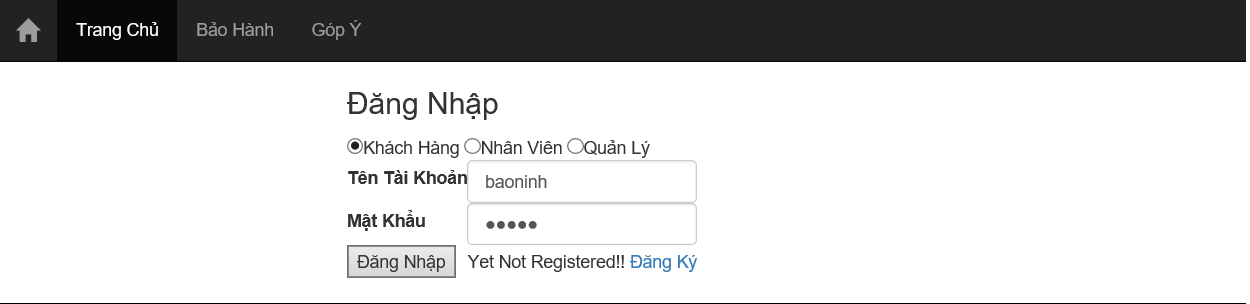 Trang Chủ Bảo Hành Góp Ý
Đăng Nhập
Khách Hàng Nhân Viên Quản Lý
Tên Tài Khoản baoninh
Mật Khẩu •••••
Đăng Nhập Yet Not Registered!! Đăng Ký